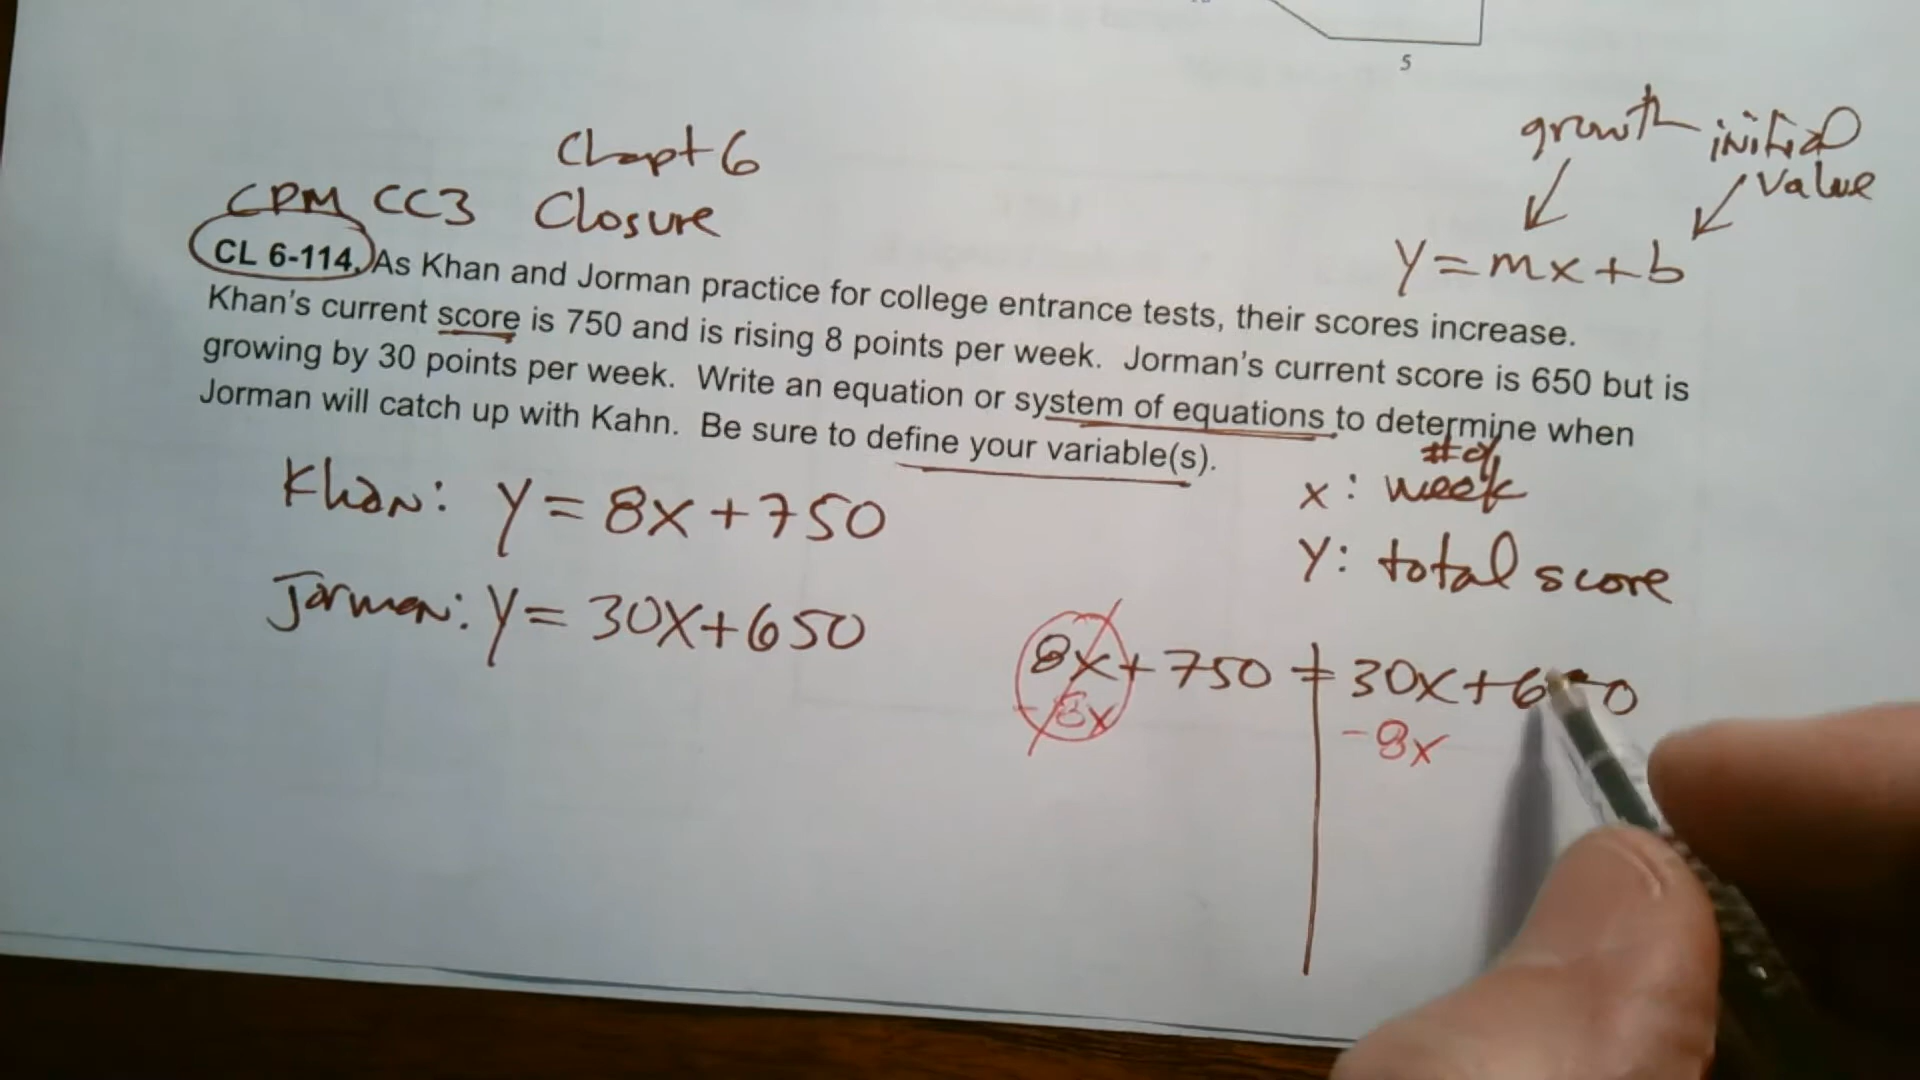 5
growth initial
value
y=mx+b
Chapt 6
CPM CC3 Closure
CL 6-114. As Khan and Jorman practice for college entrance tests, their scores increase.
Khan's current score is 750 and is rising 8 points per week. Jorman's current score is 650 but is
growing by 30 points per week. Write an equation or system of equations to determine when
Jorman will catch up with Kahn. Be sure to define your variable(s).
# of
x: week
y: total score
Khan: y=8x+750
Jorman: y=30x+650
8x+750=30x+6 0
-8x -8x